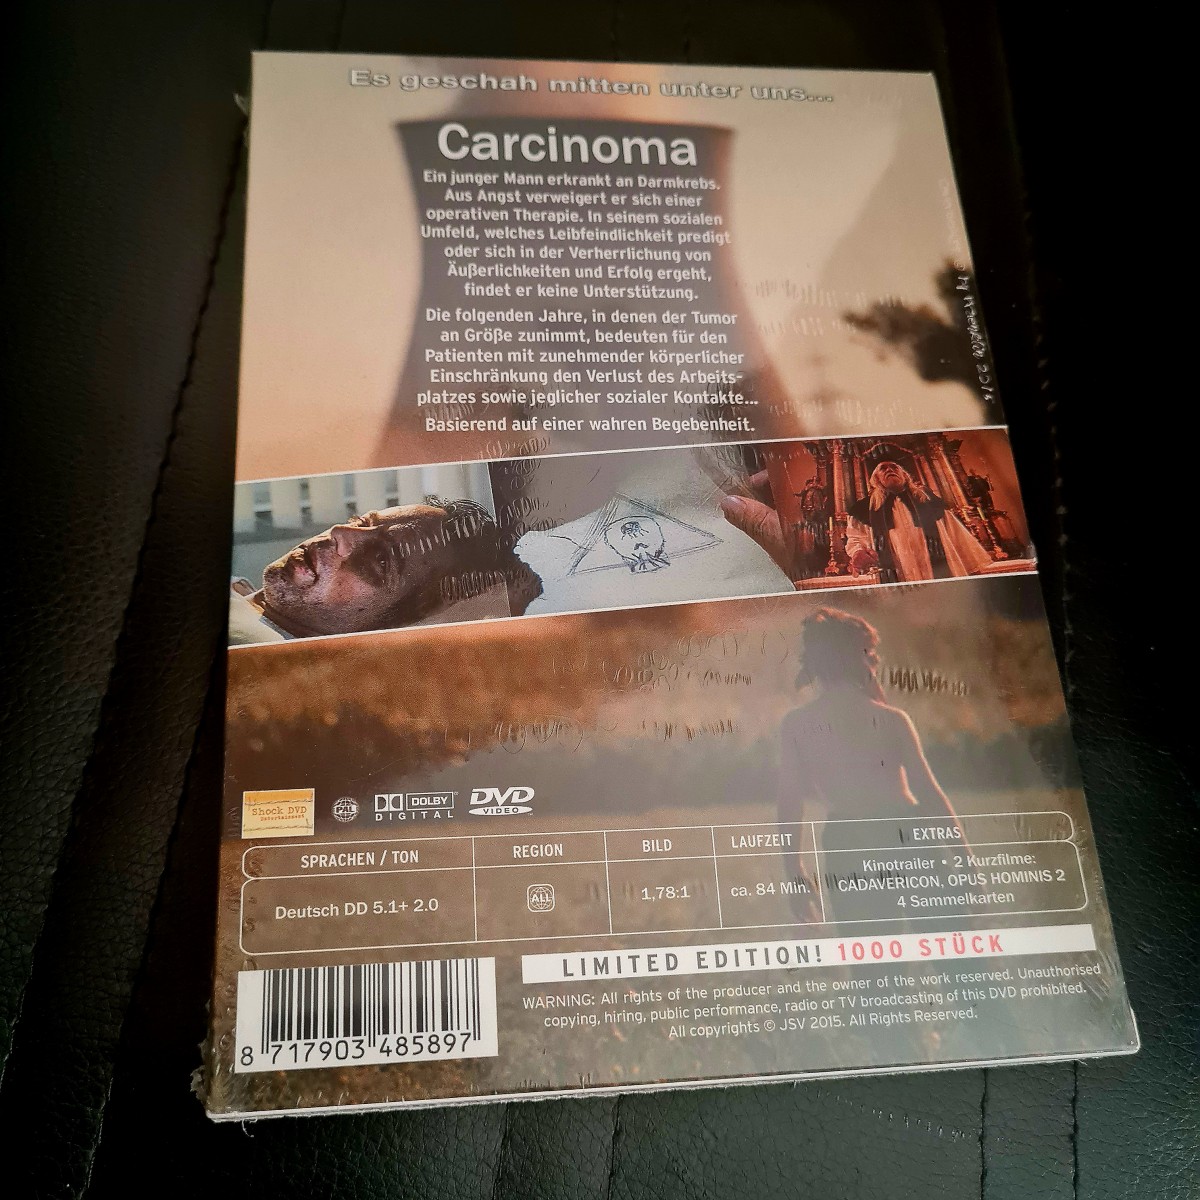 Es geschah mitten unter uns...
Carcinoma
Ein junger Mann erkrankt an Darmkrebs.
Aus Angst verweigert er sich einer
operativen Therapie. In seinem sozialen
Umfeld, welches Leibfeindlichkeit predigt
oder sich in der Verherrlichung von
Äußerlichkeiten und Erfolg ergeht,
findet er keine Unterstützung.
Die folgenden Jahre, in denen der Tumor
an Größe zunimmt, bedeuten für den
Patienten mit zunehmender körperlicher
Einschränkung den Verlust des Arbeits-
platzes sowie jeglicher sozialer Kontakte...
Basierend auf einer wahren Begebenheit.
Shock DVD
Entertainment
PAL
DOLBY
DIGITAL
DVD
VIDEO
SPRACHEN / TON
REGION
BILD
LAUFZEIT
EXTRAS
Deutsch DD 5.1+ 2.0
ALL
1,78:1
ca. 84 Min.
Kinotrailer • 2 Kurzfilme:
CADAVERICON, OPUS HOMINIS 2
4 Sammelkarten
LIMITED EDITION! 1000 STÜCK
WARNING: All rights of the producer and the owner of the work reserved. Unauthorised
copying, hiring, public performance, radio or TV broadcasting of this DVD prohibited.
All copyrights © JSV 2015. All Rights Reserved.
8 717903 485897